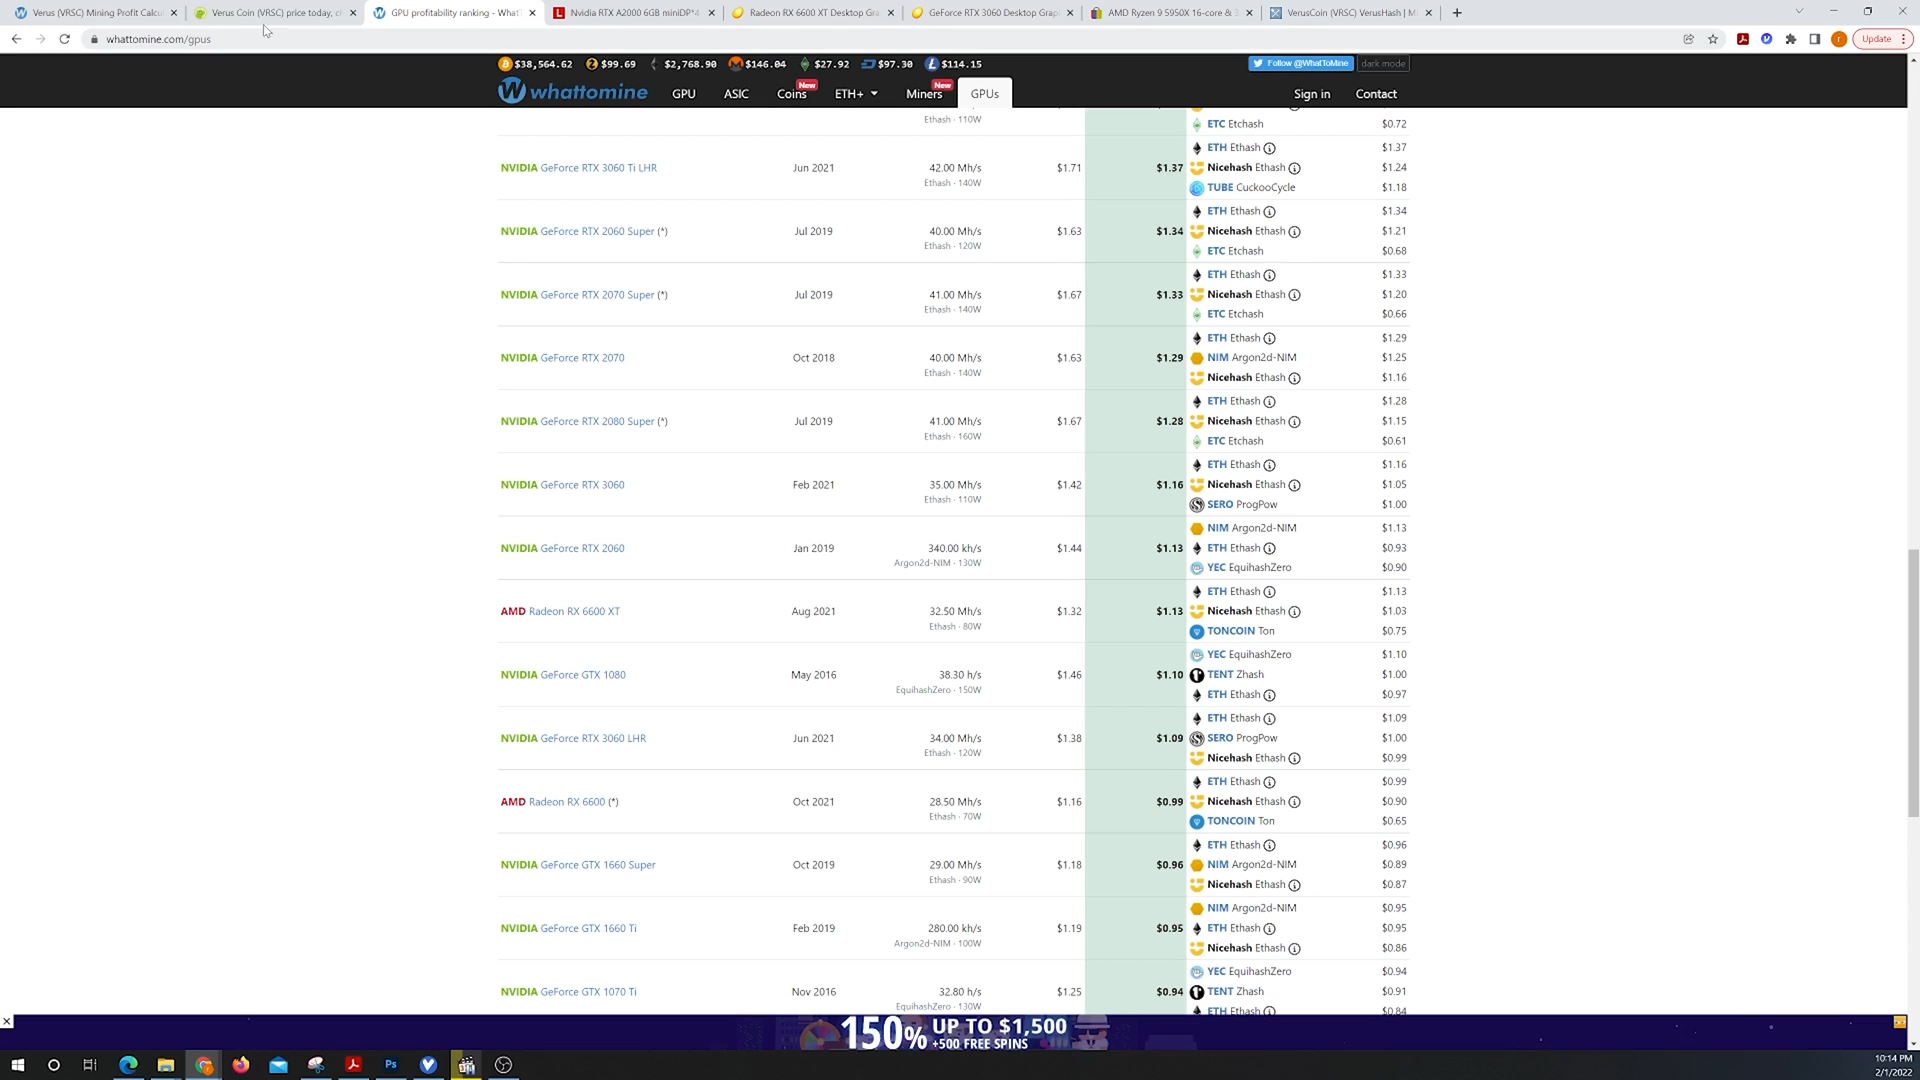 Verus (VRSC) Mining Profit Calcu
Verus Coin (VRSC) price today, c
GPU profitability ranking - What
Nvidia RTX A2000 6GB miniDP*4
Radeon RX 6600 XT Desktop Gra
GeForce RTX 3060 Desktop Grap
AMD Ryzen 9 5950X 16-core & 3
VerusCoin (VRSC) VerusHash | M
whattomine.com/gpus
Update
$38,564.62 $99.69 $2,768.90 $146.04 $27.92 $97.30 $114.15
Follow @WhatToMine dark mode
whattomine GPU ASIC Coins New ETH+ Miners New GPUs Sign in Contact
Ethash - 110W
ETC Etchash $0.72
NVIDIA GeForce RTX 3060 Ti LHR Jun 2021 42.00 Mh/s $1.71 $1.37
Ethash - 140W
ETH Ethash $1.37
Nicehash Ethash $1.24
TUBE CuckooCycle $1.18
NVIDIA GeForce RTX 2060 Super (*) Jul 2019 40.00 Mh/s $1.63 $1.34
Ethash - 120W
ETH Ethash $1.34
Nicehash Ethash $1.21
ETC Etchash $0.68
NVIDIA GeForce RTX 2070 Super (*) Jul 2019 41.00 Mh/s $1.67 $1.33
Ethash - 140W
ETH Ethash $1.33
Nicehash Ethash $1.20
ETC Etchash $0.66
NVIDIA GeForce RTX 2070 Oct 2018 40.00 Mh/s $1.63 $1.29
Ethash - 140W
ETH Ethash $1.29
NIM Argon2d-NIM $1.25
Nicehash Ethash $1.16
NVIDIA GeForce RTX 2080 Super (*) Jul 2019 41.00 Mh/s $1.67 $1.28
Ethash - 160W
ETH Ethash $1.28
Nicehash Ethash $1.15
ETC Etchash $0.61
NVIDIA GeForce RTX 3060 Feb 2021 35.00 Mh/s $1.42 $1.16
Ethash - 110W
ETH Ethash $1.16
Nicehash Ethash $1.05
SERO ProgPow $1.00
NVIDIA GeForce RTX 2060 Jan 2019 340.00 kh/s $1.44 $1.13
Argon2d-NIM - 130W
NIM Argon2d-NIM $1.13
ETH Ethash $0.93
YEC EquihashZero $0.90
AMD Radeon RX 6600 XT Aug 2021 32.50 Mh/s $1.32 $1.13
Ethash - 80W
ETH Ethash $1.13
Nicehash Ethash $1.03
TONCOIN Ton $0.75
NVIDIA GeForce GTX 1080 May 2016 38.30 h/s $1.46 $1.10
EquihashZero - 150W
YEC EquihashZero $1.10
TENT Zhash $1.00
ETH Ethash $0.97
NVIDIA GeForce RTX 3060 LHR Jun 2021 34.00 Mh/s $1.38 $1.09
Ethash - 120W
ETH Ethash $1.09
SERO ProgPow $1.00
Nicehash Ethash $0.99
AMD Radeon RX 6600 (*) Oct 2021 28.50 Mh/s $1.16 $0.99
Ethash - 70W
ETH Ethash $0.99
Nicehash Ethash $0.90
TONCOIN Ton $0.65
NVIDIA GeForce GTX 1660 Super Oct 2019 29.00 Mh/s $1.18 $0.96
Ethash - 90W
ETH Ethash $0.96
NIM Argon2d-NIM $0.89
Nicehash Ethash $0.87
NVIDIA GeForce GTX 1660 Ti Feb 2019 280.00 kh/s $1.19 $0.95
Argon2d-NIM - 100W
NIM Argon2d-NIM $0.95
ETH Ethash $0.95
Nicehash Ethash $0.86
NVIDIA GeForce GTX 1070 Ti Nov 2016 32.80 h/s $1.25 $0.94
EquihashZero - 130W
YEC EquihashZero $0.94
TENT Zhash $0.91
ETH Ethash $0.84
150% UP TO $1,500
+500 FREE SPINS
Ps
10:14 PM
2/1/2022